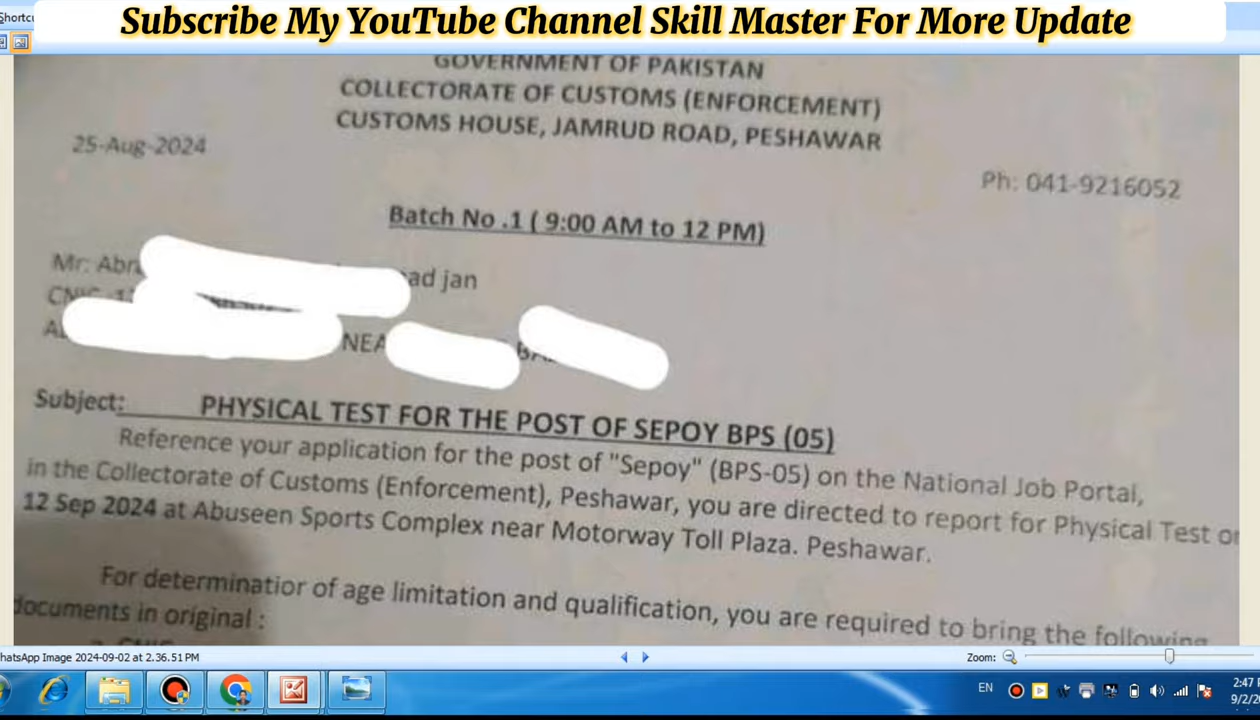 Subscribe My YouTube Channel Skill Master For More Update
GOVERNMENT OF PAKISTAN
COLLECTORATE OF CUSTOMS (ENFORCEMENT)
CUSTOMS HOUSE, JAMRUD ROAD, PESHAWAR
25-Aug-2024
Ph: 041-9216052
Batch No .1 ( 9:00 AM to 12 PM)
Mr: jan
Subject: PHYSICAL TEST FOR THE POST OF SEPOY BPS (05)
Reference your application for the post of "Sepoy" (BPS-05) on the National Job Portal,
in the Collectorate of Customs (Enforcement), Peshawar, you are directed to report for Physical Test on
12 Sep 2024 at Abuseen Sports Complex near Motorway Toll Plaza. Peshawar.
For determinatior of age limitation and qualification, you are required to bring the following
documents in original :
hatsApp Image 2024-09-02 at 2.36.51 PM
Zoom:
EN
2:47